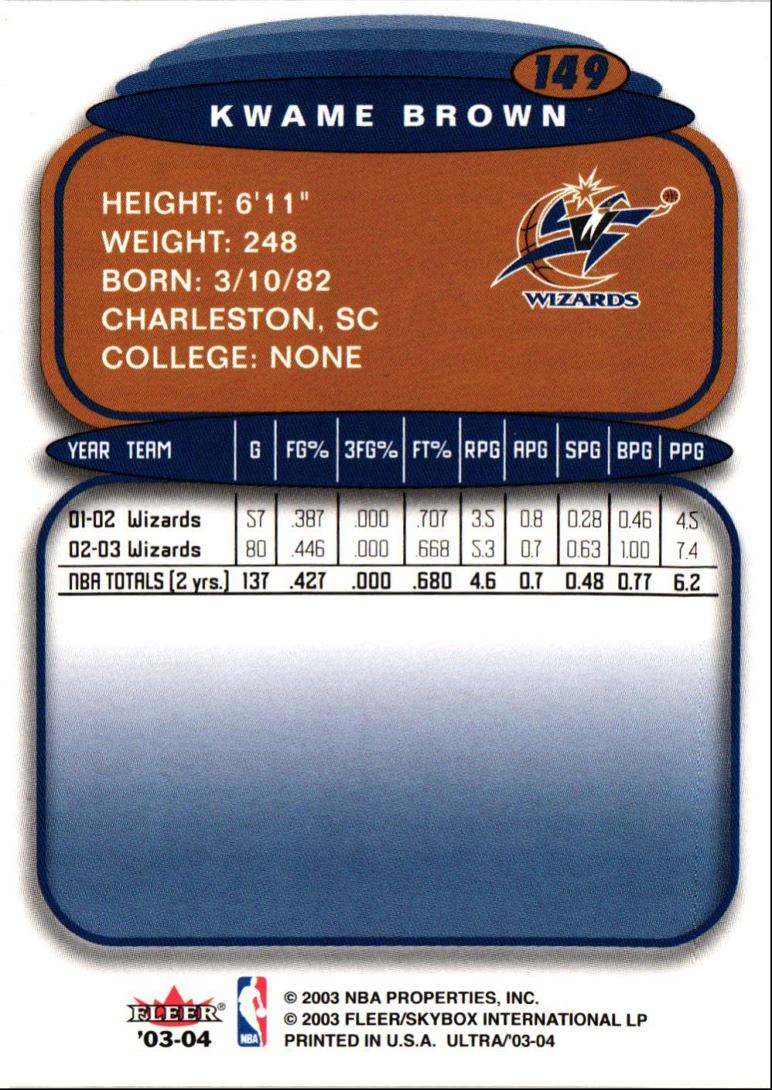 149
KWAME BROWN
HEIGHT: 6'11"
WEIGHT: 248
BORN: 3/10/82
CHARLESTON, SC
COLLEGE: NONE
W
WIZARDS
YEAR TEAM G FG% 3FG% FT% RPG APG SPG BPG PPG
01-02 Wizards 57 .387 .000 .707 3.5 0.8 0.28 0.46 4.5
02-03 Wizards 80 .446 .000 .668 5.3 0.7 0.63 1.00 7.4
NBA TOTALS (2 yrs.) 137 .427 .000 .680 4.6 0.7 0.48 0.77 6.2
FLEER®
'03-04
NBA
© 2003 NBA PROPERTIES, INC.
© 2003 FLEER/SKYBOX INTERNATIONAL LP
PRINTED IN U.S.A. ULTRA/'03-04